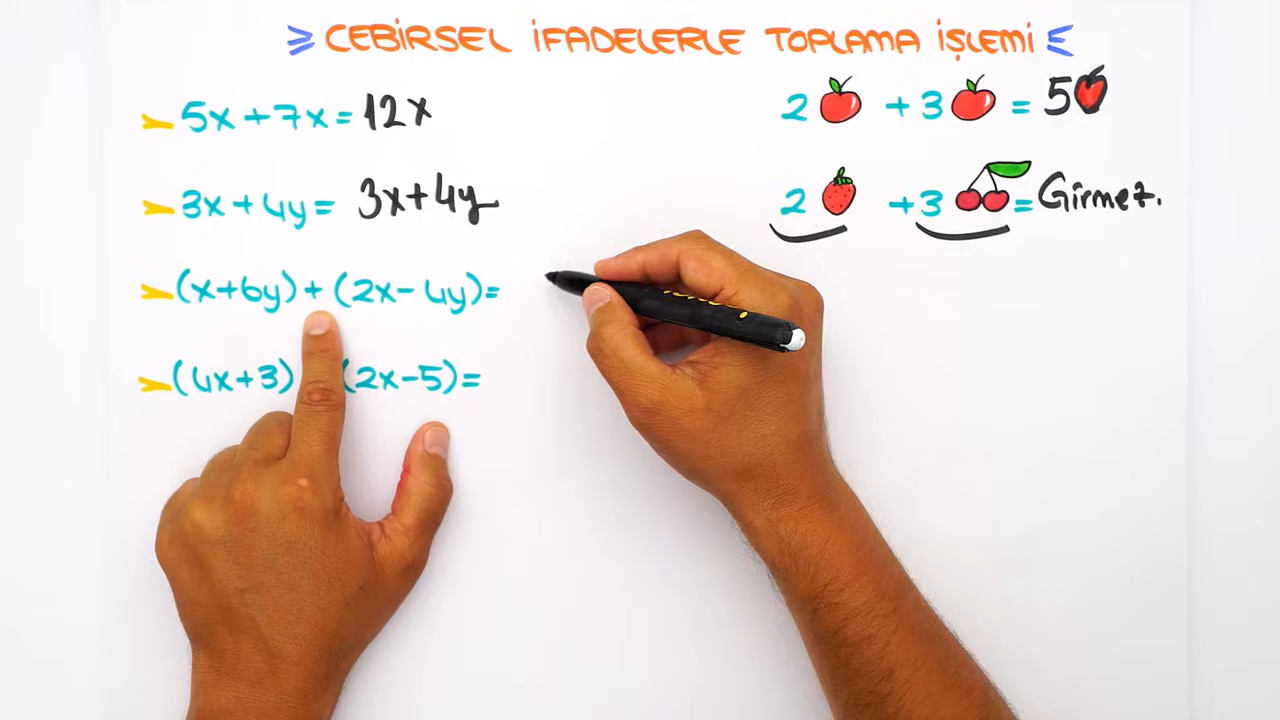 CEBİRSEL İFADELERLE TOPLAMA İŞLEMİ
5x + 7x = 12x
3x + 4y = 3x + 4y
(x + 6y) + (2x - 4y) =
(4x + 3) (2x - 5) =
2 + 3 = 5
2 + 3 = Girmez.